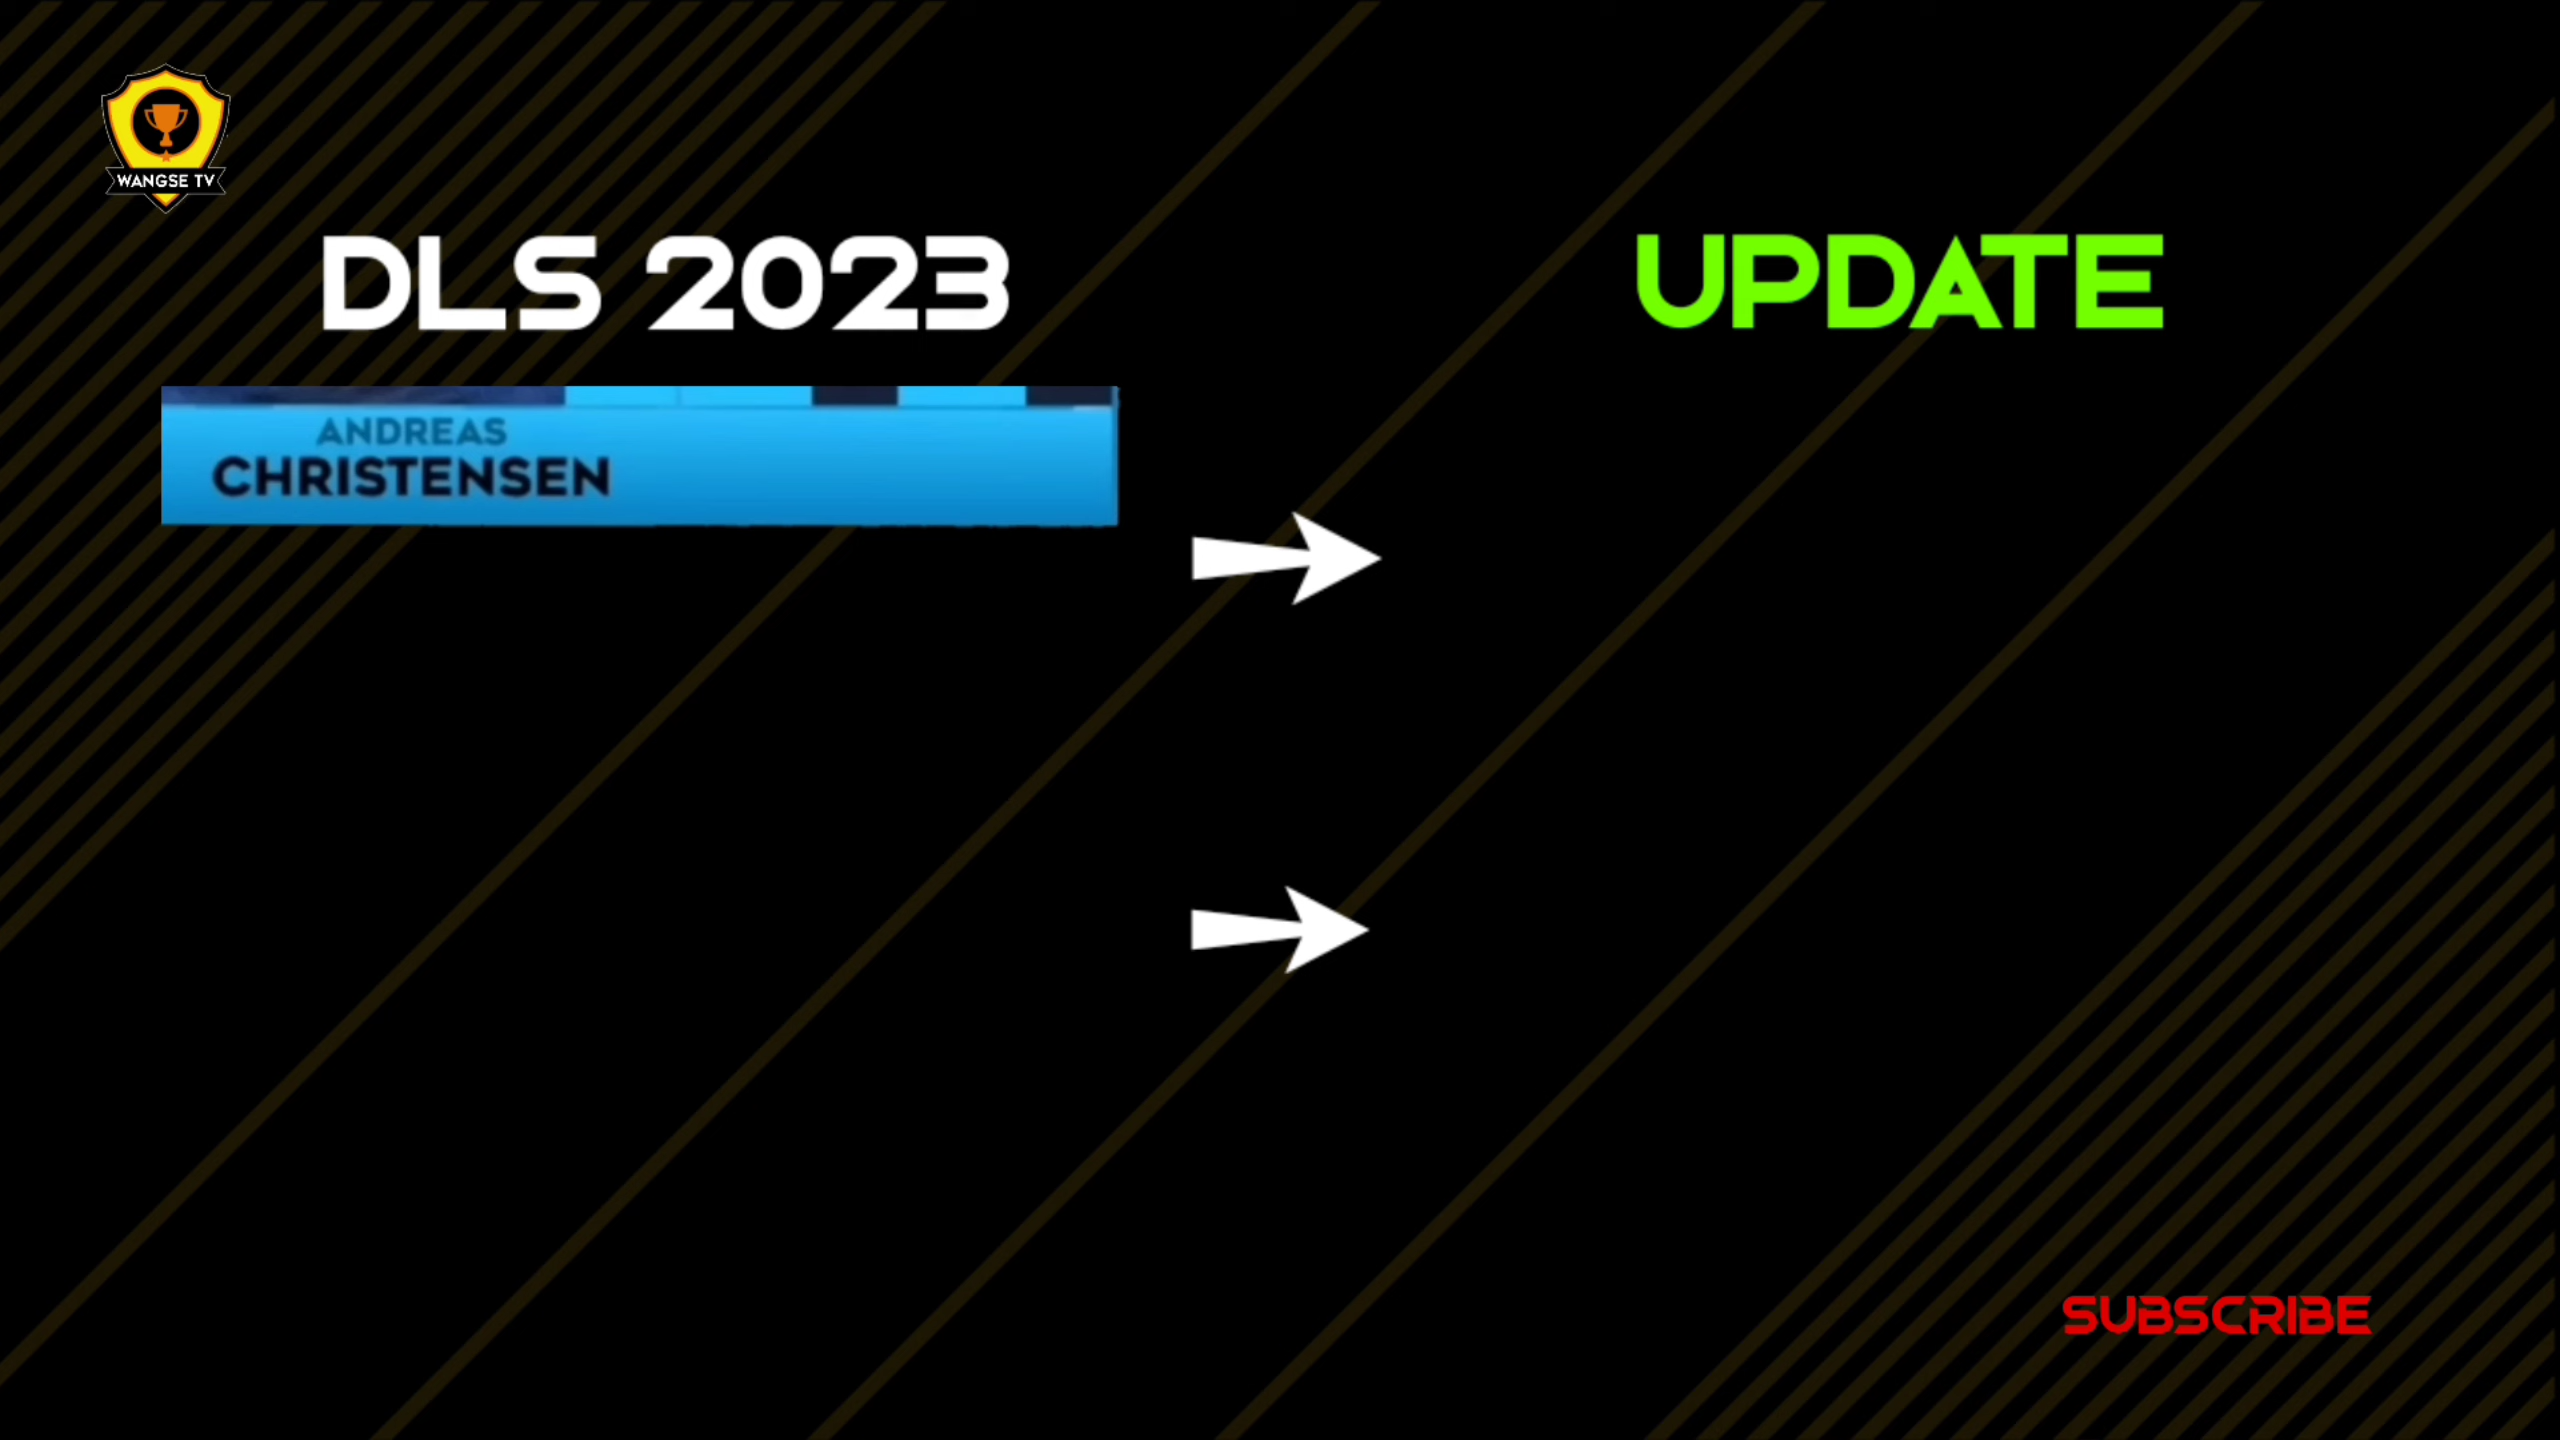 WANGSE TV
DLS 2023
UPDATE
ANDREAS
CHRISTENSEN
SUBSCRIBE